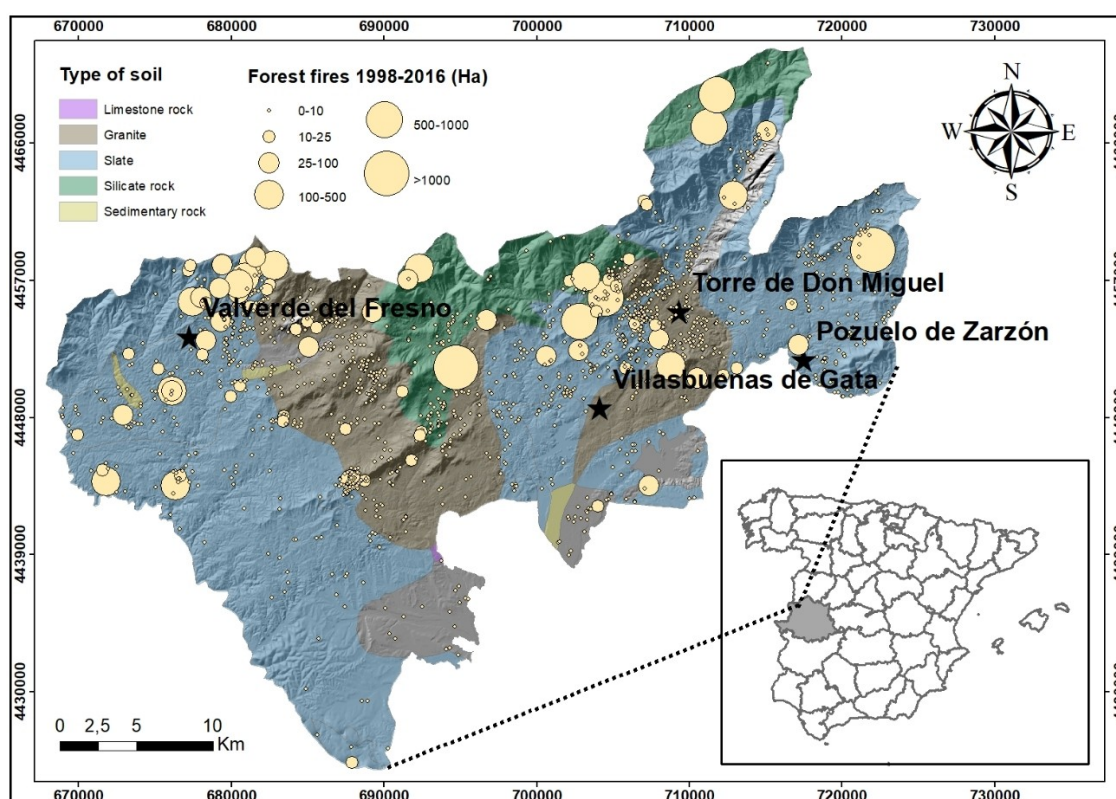 670000 680000 690000 700000 710000 720000 730000
Type of soil
Limestone rock
Granite
Slate
Silicate rock
Sedimentary rock
Forest fires 1998-2016 (Ha)
0-10
10-25
25-100
100-500
500-1000
>1000
N
W E
S
4466000
4457000
4448000
4439000
4430000
Valverde del Fresno
Torre de Don Miguel
Pozuelo de Zarzón
Villasbuenas de Gata
0 2,5 5 10
Km
670000 680000 690000 700000 710000 720000 730000